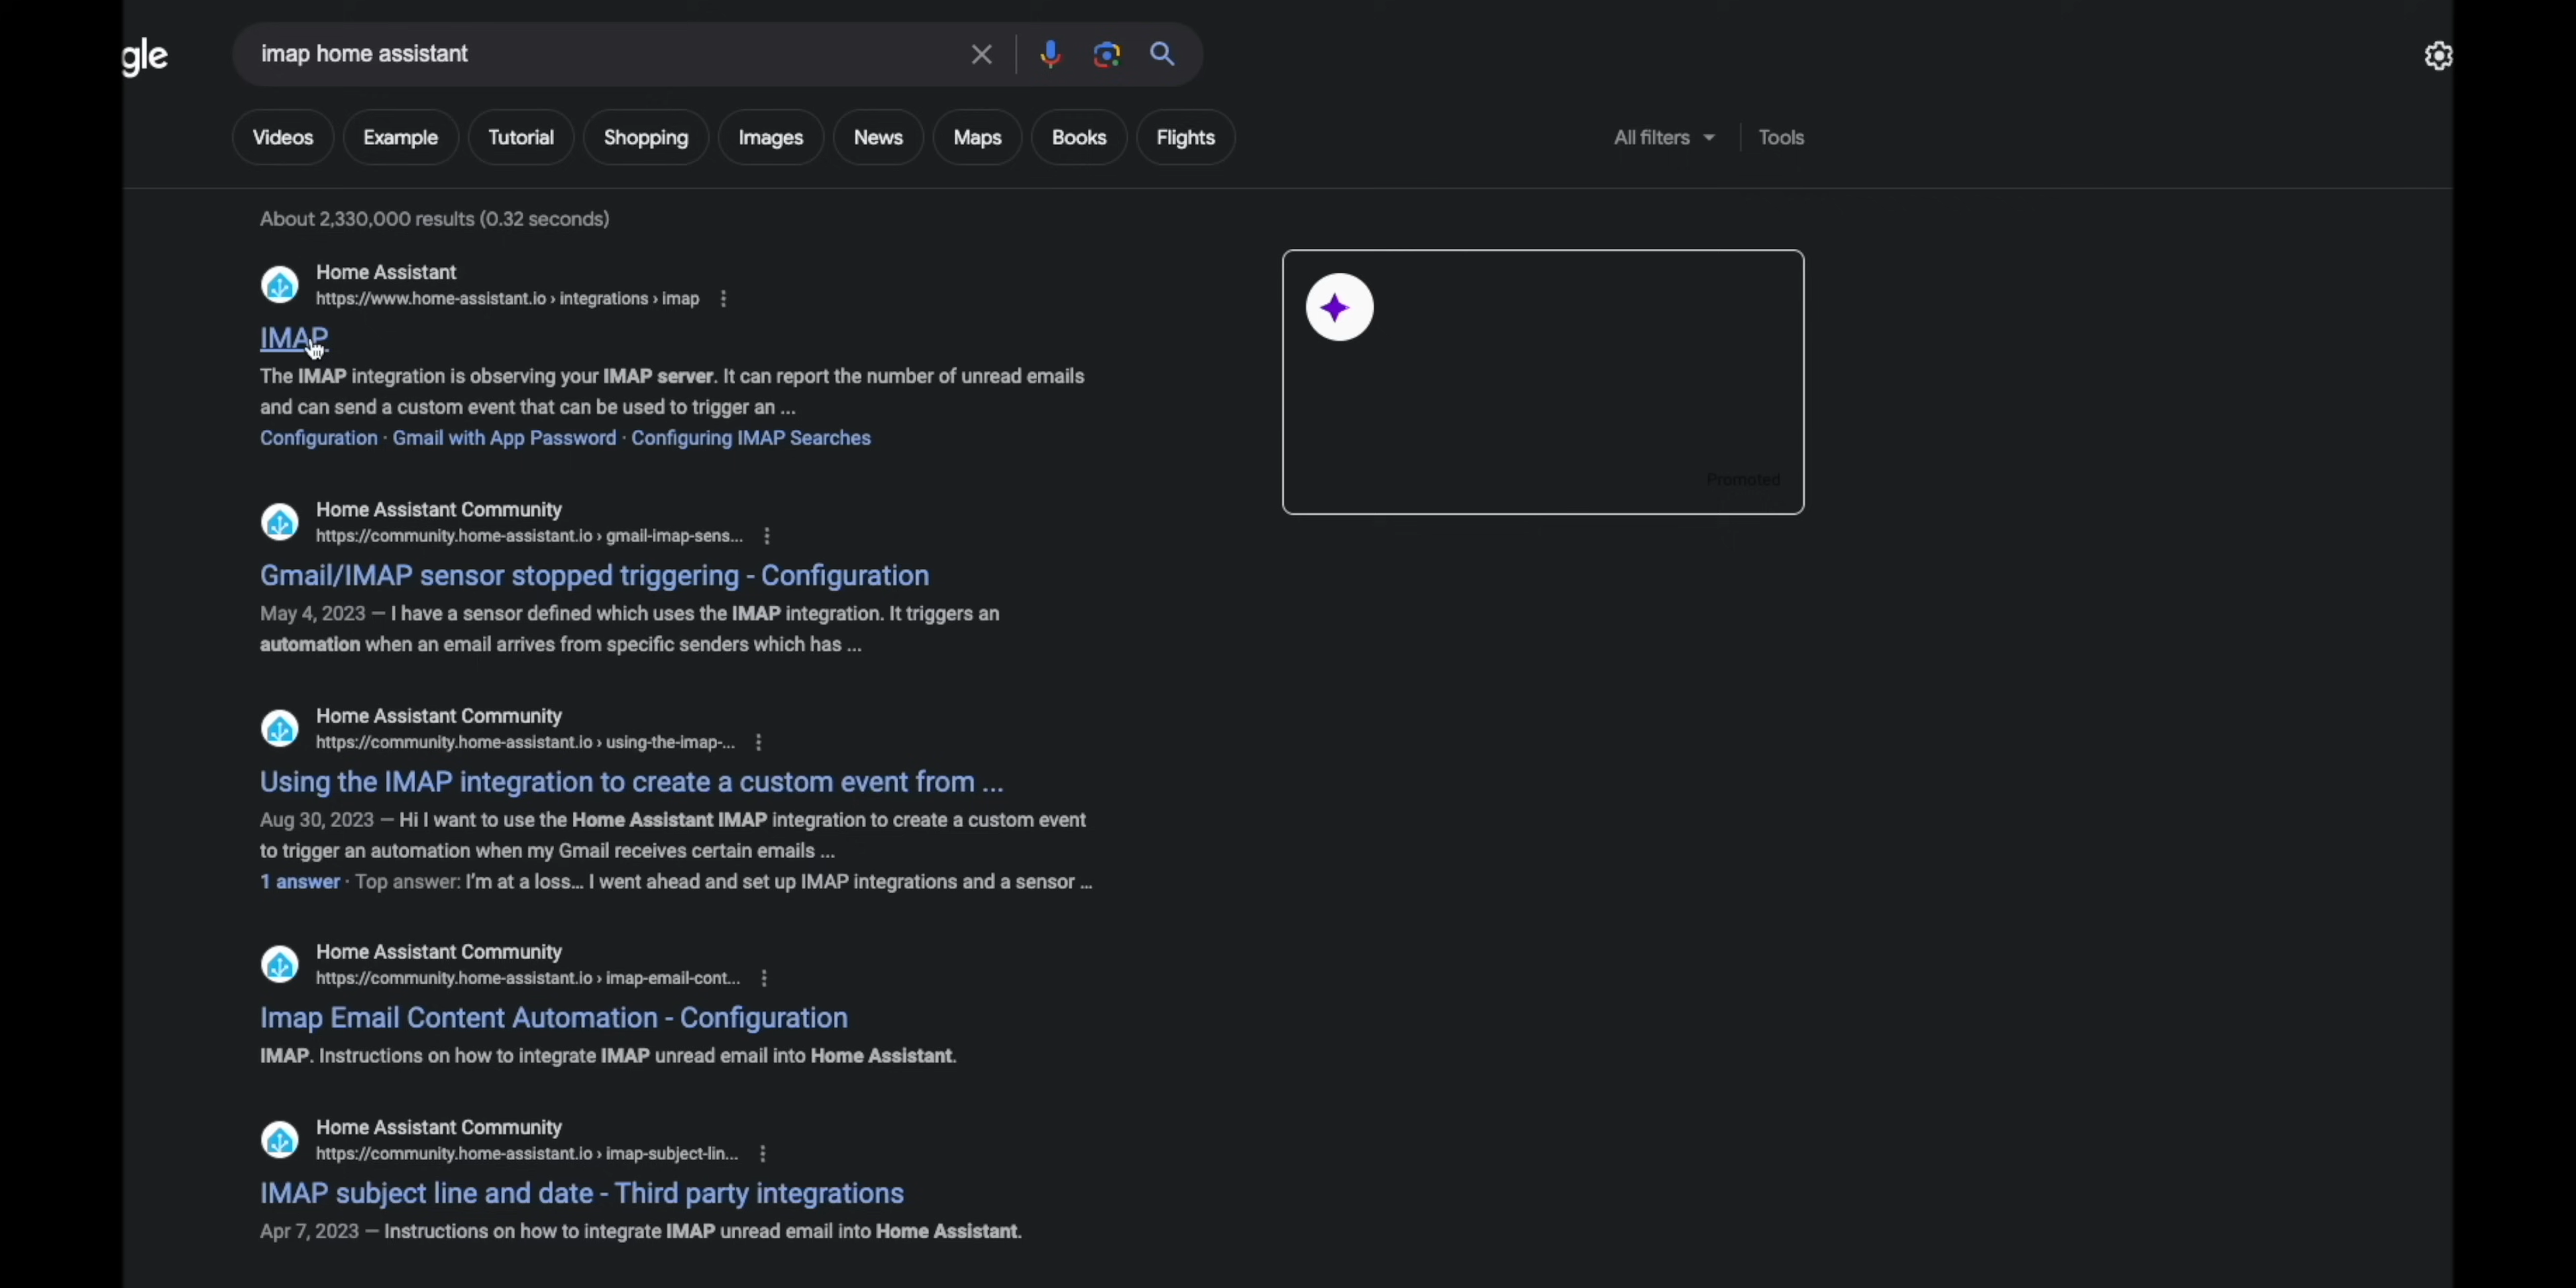 gle
imap home assistant
Videos Example Tutorial Shopping Images News Maps Books Flights All filters Tools
About 2,330,000 results (0.32 seconds)
Home Assistant
https://www.home-assistant.io › integrations › imap
IMAP
The IMAP integration is observing your IMAP server. It can report the number of unread emails
and can send a custom event that can be used to trigger an ...
Configuration · Gmail with App Password · Configuring IMAP Searches
Promoted
Home Assistant Community
https://community.home-assistant.io › gmail-imap-sens...
Gmail/IMAP sensor stopped triggering - Configuration
May 4, 2023 — I have a sensor defined which uses the IMAP integration. It triggers an
automation when an email arrives from specific senders which has ...
Home Assistant Community
https://community.home-assistant.io › using-the-imap-...
Using the IMAP integration to create a custom event from ...
Aug 30, 2023 — Hi I want to use the Home Assistant IMAP integration to create a custom event
to trigger an automation when my Gmail receives certain emails ...
1 answer · Top answer: I'm at a loss... I went ahead and set up IMAP integrations and a sensor ...
Home Assistant Community
https://community.home-assistant.io › imap-email-cont...
Imap Email Content Automation - Configuration
IMAP. Instructions on how to integrate IMAP unread email into Home Assistant.
Home Assistant Community
https://community.home-assistant.io › imap-subject-lin...
IMAP subject line and date - Third party integrations
Apr 7, 2023 — Instructions on how to integrate IMAP unread email into Home Assistant.